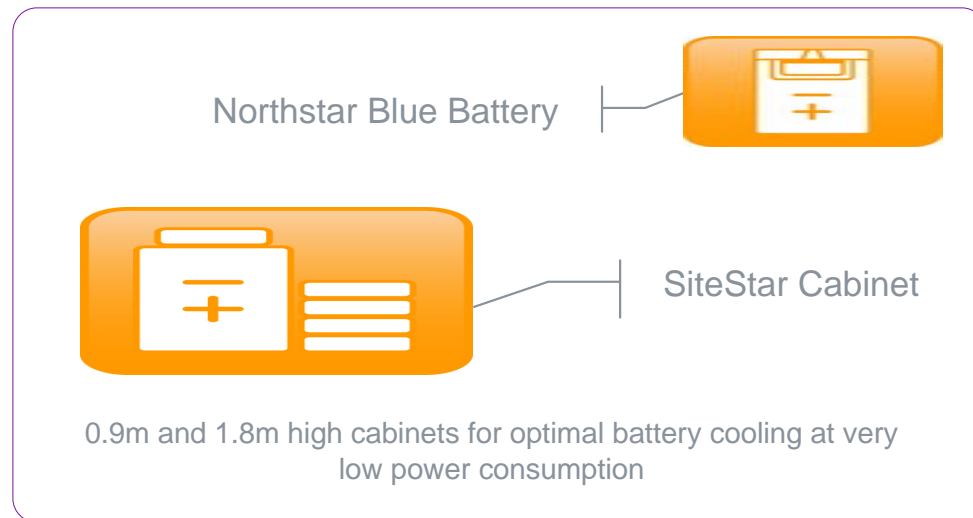 Northstar Blue Battery
SiteStar Cabinet
0.9m and 1.8m high cabinets for optimal battery cooling at very
low power consumption